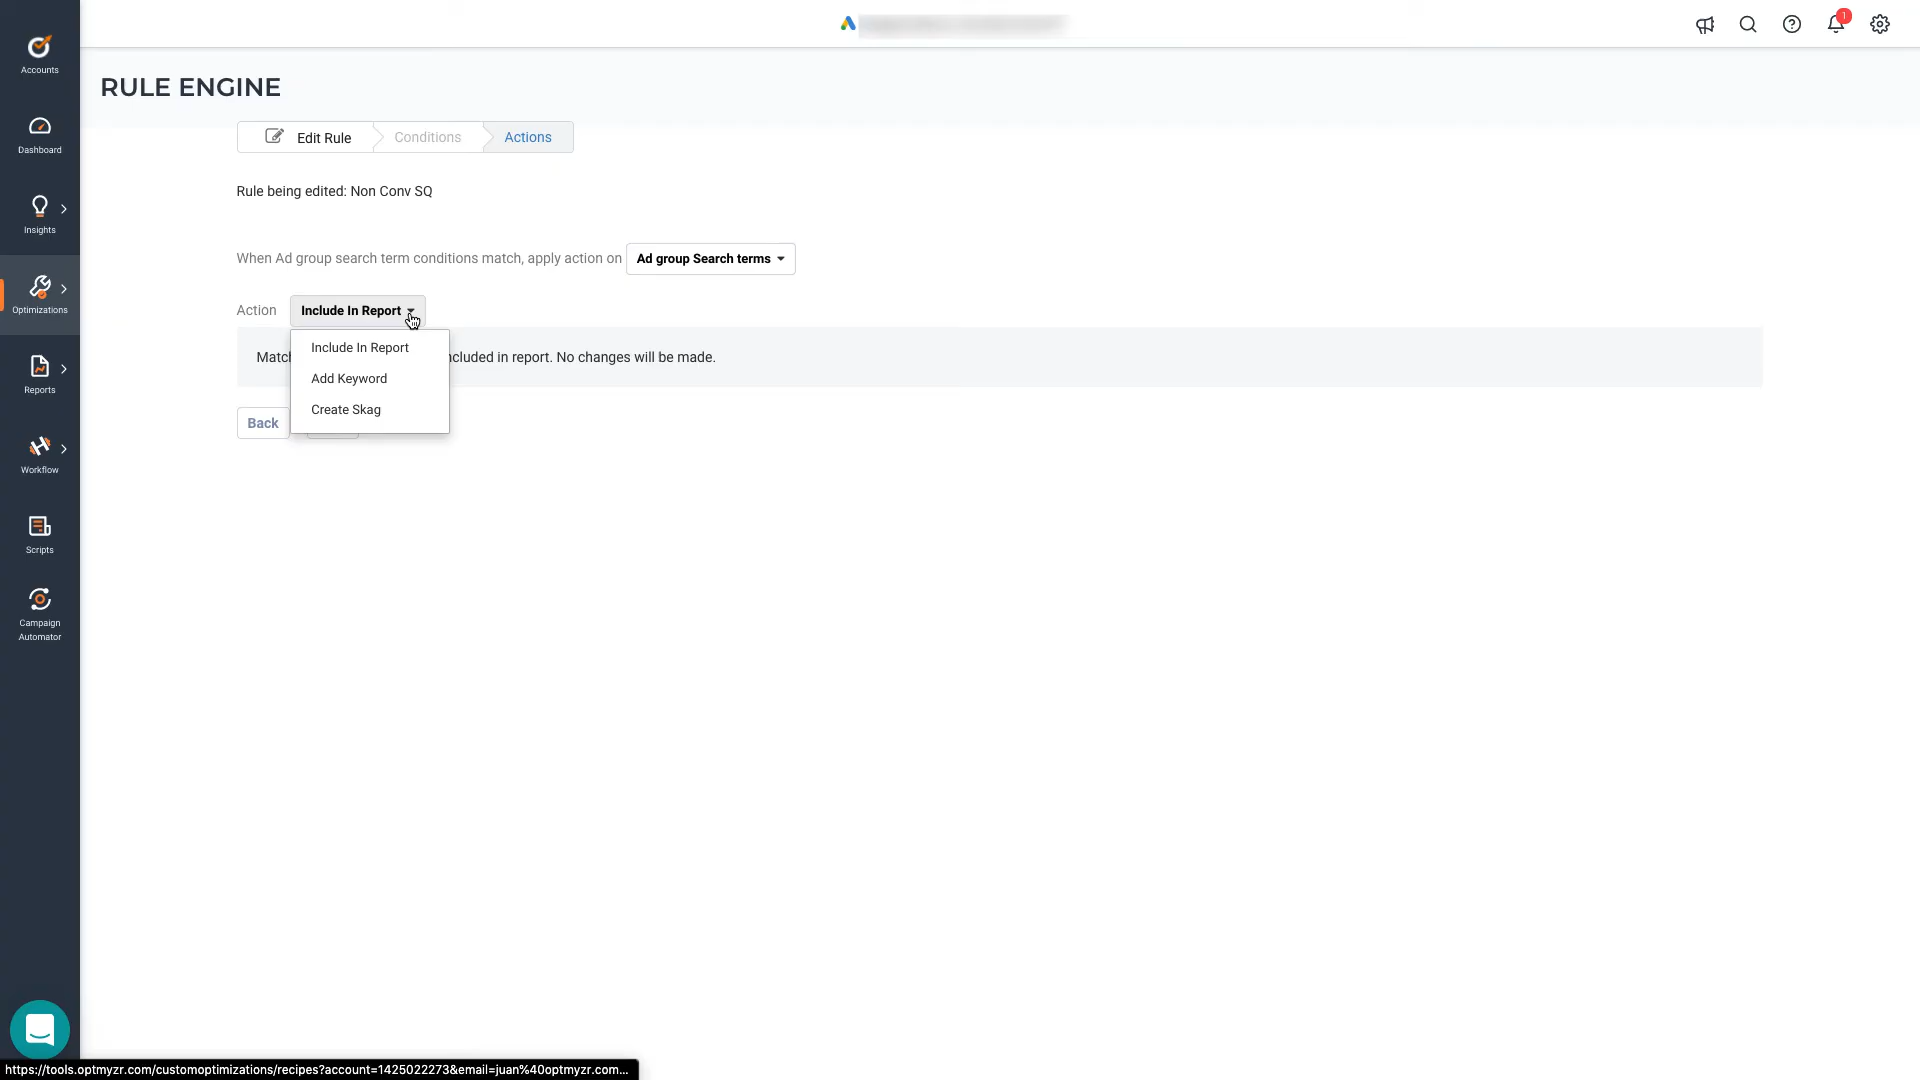 1
Accounts
RULE ENGINE
Edit Rule
Conditions
Actions
Dashboard
Rule being edited: Non Conv SQ
Insights
When Ad group search term conditions match, apply action on
Ad group Search terms
Optimizations
Action
Include In Report
Include In Report
included in report. No changes will be made.
Add Keyword
Reports
Create Skag
Back
Workflow
Scripts
Campaign
Automator
https://tools.optmyzr.com/customoptimizations/recipes?account=1425022273&email=juan%40optmyzr.com...